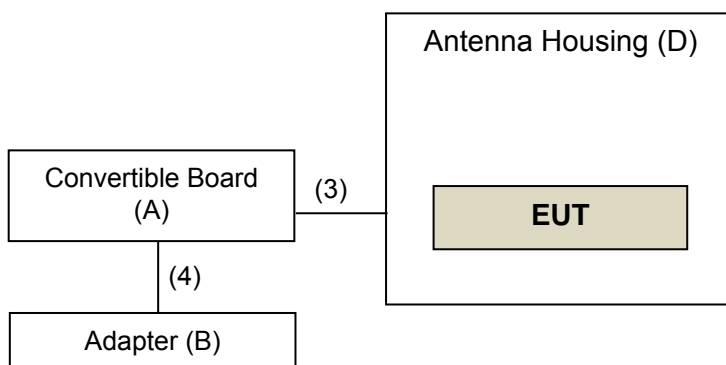 Antenna Housing (D)
Convertible Board
(A)
(3)
EUT
(4)
Adapter (B)